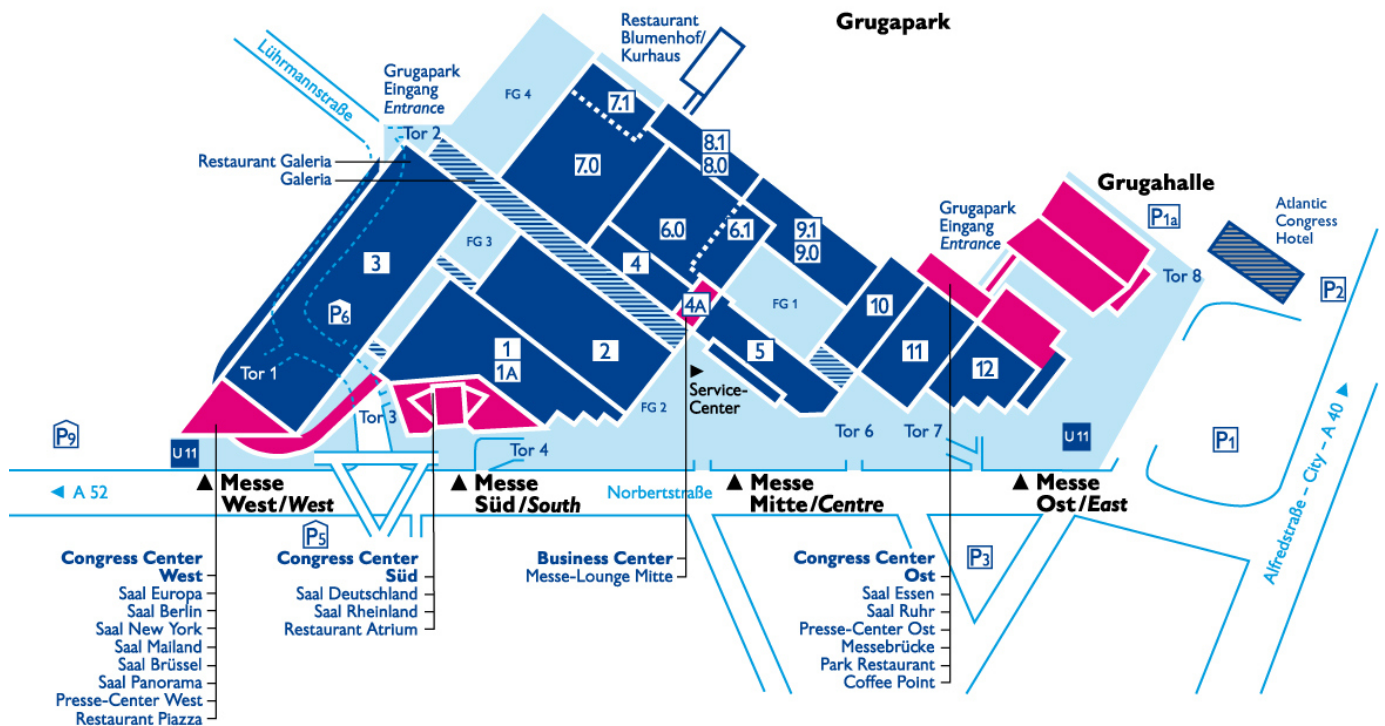 Grugapark
Restaurant
Blumenhof/
Kurhaus
Lührmannstraße
Grugapark
Eingang
Entrance
FG 4
7.1
Tor 2
8.1
8.0
Restaurant Galeria
Galeria
7.0
Grugahalle
P1a
Atlantic
Congress
Hotel
Grugapark
Eingang
Entrance
6.0
6.1
9.1
9.0
FG 3
3
4
Tor 8
P2
P6
4A
FG 1
10
1
1A
2
5
11
12
Tor 1
Service-
Center
FG 2
Tor 3
Tor 4
Tor 6
Tor 7
P9
U 11
U 11
P1
A 52
Messe
West/West
Messe
Süd/South
Norbertstraße
Messe
Mitte/Centre
Messe
Ost/East
Alfredstraße – City – A 40
P5
P3
Congress Center
West
Saal Europa
Saal Berlin
Saal New York
Saal Mailand
Saal Brüssel
Saal Panorama
Presse-Center West
Restaurant Piazza
Congress Center
Süd
Saal Deutschland
Saal Rheinland
Restaurant Atrium
Business Center
Messe-Lounge Mitte
Congress Center
Ost
Saal Essen
Saal Ruhr
Presse-Center Ost
Messebrücke
Park Restaurant
Coffee Point